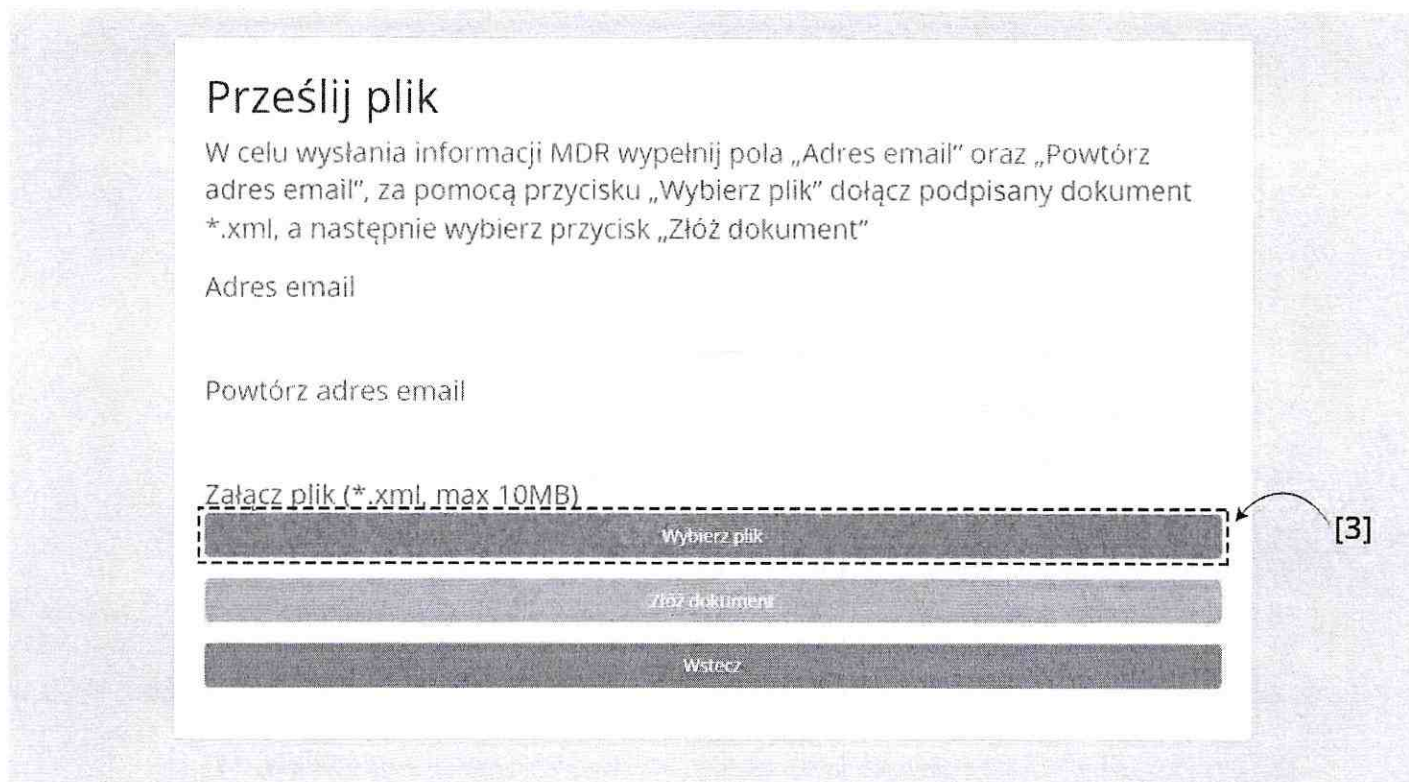 Prześlij plik
W celu wysłania informacji MDR wypełnij pola „Adres email” oraz „Powtórz
adres email”, za pomocą przycisku „Wybierz plik” dołącz podpisany dokument
*.xml, a następnie wybierz przycisk „Złóż dokument”
Adres email
Powtórz adres email
Załącz plik (*.xml, max 10MB)
Wybierz plik
[3]
Złóż dokument
Wstecz